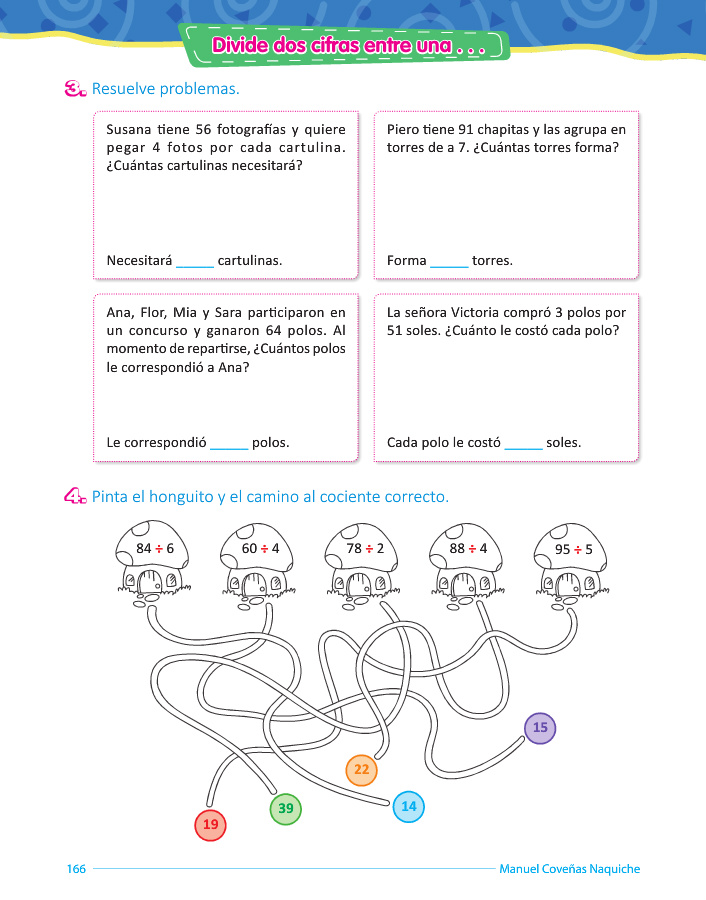 Divide dos cifras entre una . . .
3. Resuelve problemas.
Susana tiene 56 fotografías y quiere
pegar 4 fotos por cada cartulina.
¿Cuántas cartulinas necesitará?
Necesitará _____ cartulinas.
Piero tiene 91 chapitas y las agrupa en
torres de a 7. ¿Cuántas torres forma?
Forma _____ torres.
Ana, Flor, Mia y Sara participaron en
un concurso y ganaron 64 polos. Al
momento de repartirse, ¿Cuántos polos
le correspondió a Ana?
Le correspondió _____ polos.
La señora Victoria compró 3 polos por
51 soles. ¿Cuánto le costó cada polo?
Cada polo le costó _____ soles.
4. Pinta el honguito y el camino al cociente correcto.
84 ÷ 6
60 ÷ 4
78 ÷ 2
88 ÷ 4
95 ÷ 5
15
22
14
39
19
166
Manuel Coveñas Naquiche